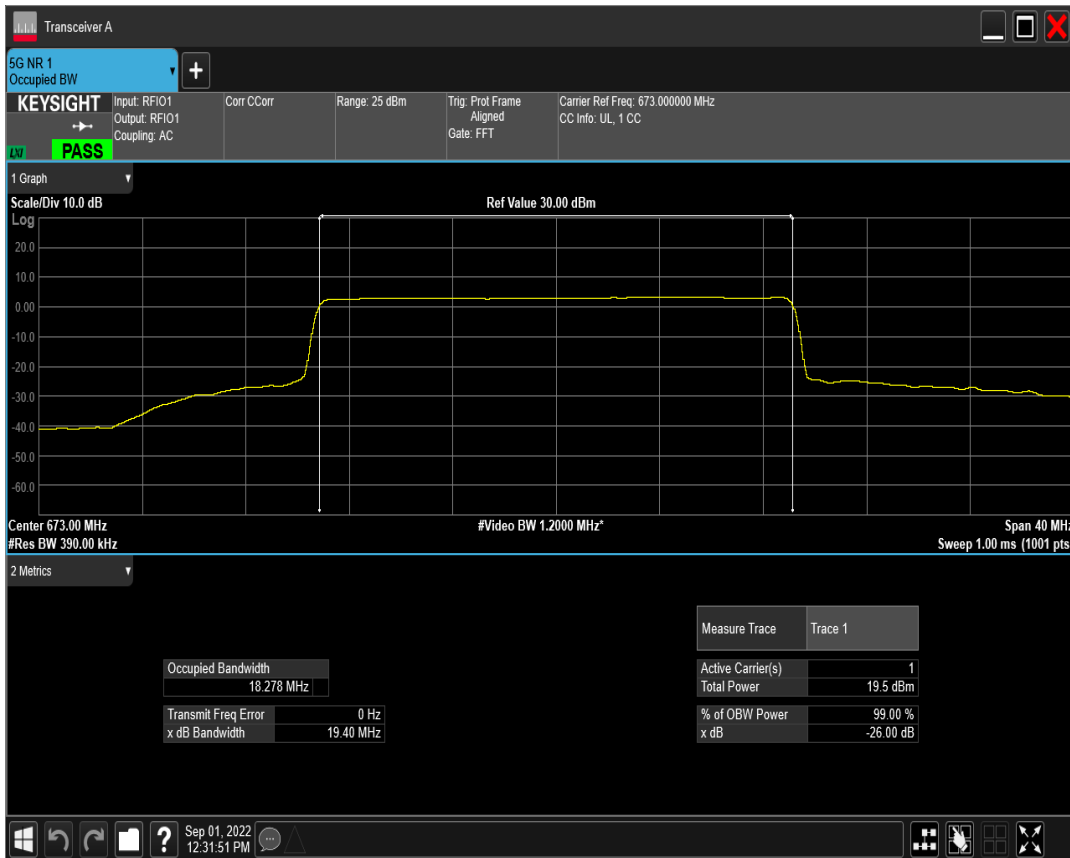 Transceiver A
5G NR 1
Occupied BW
+
KEYSIGHT
LXI
PASS
Input: RFIO1
Output: RFIO1
Coupling: AC
Corr CCorr
Range: 25 dBm
Trig: Prot Frame
Aligned
Gate: FFT
Carrier Ref Freq: 673.000000 MHz
CC Info: UL, 1 CC
1 Graph
Scale/Div 10.0 dB
Ref Value 30.00 dBm
Log
20.0
10.0
0.00
-10.0
-20.0
-30.0
-40.0
-50.0
-60.0
Center 673.00 MHz
#Video BW 1.2000 MHz*
Span 40 MHz
#Res BW 390.00 kHz
Sweep 1.00 ms (1001 pts
2 Metrics
Measure Trace
Trace 1
Occupied Bandwidth
18.278 MHz
Active Carrier(s)
1
Total Power
19.5 dBm
Transmit Freq Error
0 Hz
x dB Bandwidth
19.40 MHz
% of OBW Power
99.00 %
x dB
-26.00 dB
?
Sep 01, 2022
12:31:51 PM